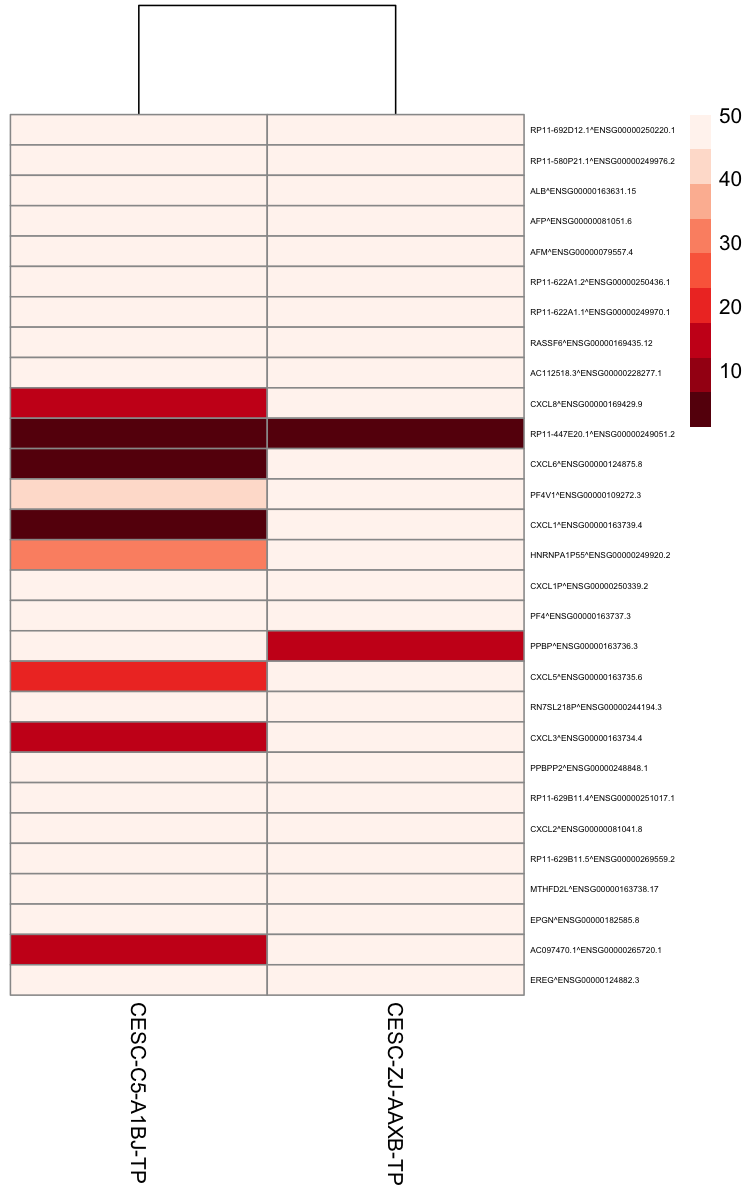 50
RP11-692D12.1^ENSG00000250220.1
RP11-580P21.1^ENSG00000249976.2
40
ALB^ENSG00000163631.15
AFP^ENSG00000081051.6
30
AFM^ENSG00000079557.4
RP11-622A1.2^ENSG00000250436.1
20
RP11-622A1.1^ENSG00000249970.1
RASSF6^ENSG00000169435.12
10
AC112518.3^ENSG00000228277.1
CXCL8^ENSG00000169429.9
RP11-447E20.1^ENSG00000249051.2
CXCL6^ENSG00000124875.8
PF4V1^ENSG00000109272.3
CXCL1^ENSG00000163739.4
HNRNPA1P55^ENSG00000249920.2
CXCL1P^ENSG00000250339.2
PF4^ENSG00000163737.3
PPBP^ENSG00000163736.3
CXCL5^ENSG00000163735.6
RN7SL218P^ENSG00000244194.3
CXCL3^ENSG00000163734.4
PPBPP2^ENSG00000248848.1
RP11-629B11.4^ENSG00000251017.1
CXCL2^ENSG00000081041.8
RP11-629B11.5^ENSG00000269559.2
MTHFD2L^ENSG00000163738.17
EPGN^ENSG00000182585.8
AC097470.1^ENSG00000265720.1
EREG^ENSG00000124882.3
CESC-C5-A1BJ-TP
CESC-ZJ-AAXB-TP